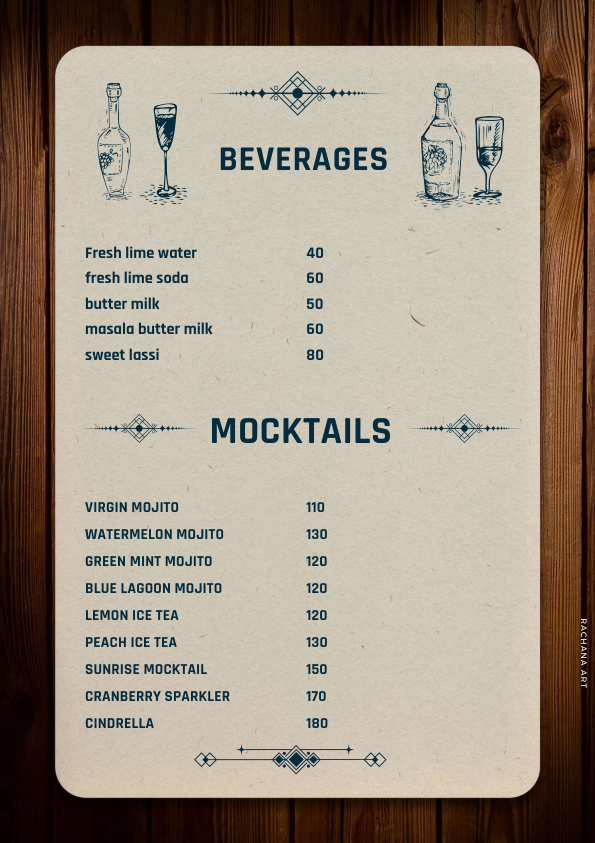 BEVERAGES
Fresh lime water 40
fresh lime soda 60
butter milk 50
masala butter milk 60
sweet lassi 80
MOCKTAILS
VIRGIN MOJITO 110
WATERMELON MOJITO 130
GREEN MINT MOJITO 120
BLUE LAGOON MOJITO 120
LEMON ICE TEA 120
PEACH ICE TEA 130
SUNRISE MOCKTAIL 150
CRANBERRY SPARKLER 170
CINDRELLA 180
RACHANA ART